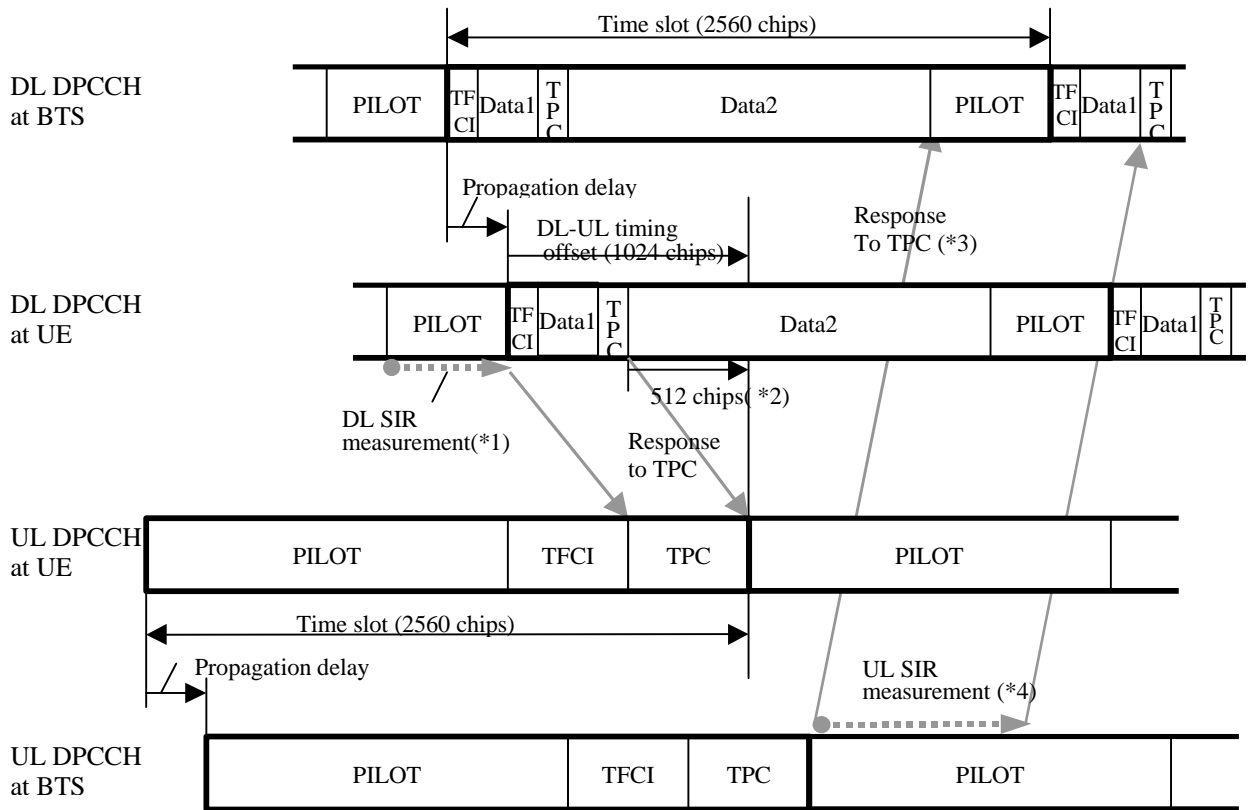 Time slot (2560 chips)
DL DPCCH
at BTS
PILOT
TF
CI
Data1
T
P
C
Data2
PILOT
TF
CI
Data1
T
P
C
Propagation delay
DL-UL timing
offset (1024 chips)
Response
To TPC (*3)
DL DPCCH
at UE
PILOT
TF
CI
Data1
T
P
C
Data2
PILOT
TF
CI
Data1
T
P
C
512 chips( *2)
DL SIR
measurement(*1)
Response
to TPC
UL DPCCH
at UE
PILOT
TFCI
TPC
PILOT
Time slot (2560 chips)
Propagation delay
UL SIR
measurement (*4)
UL DPCCH
at BTS
PILOT
TFCI
TPC
PILOT